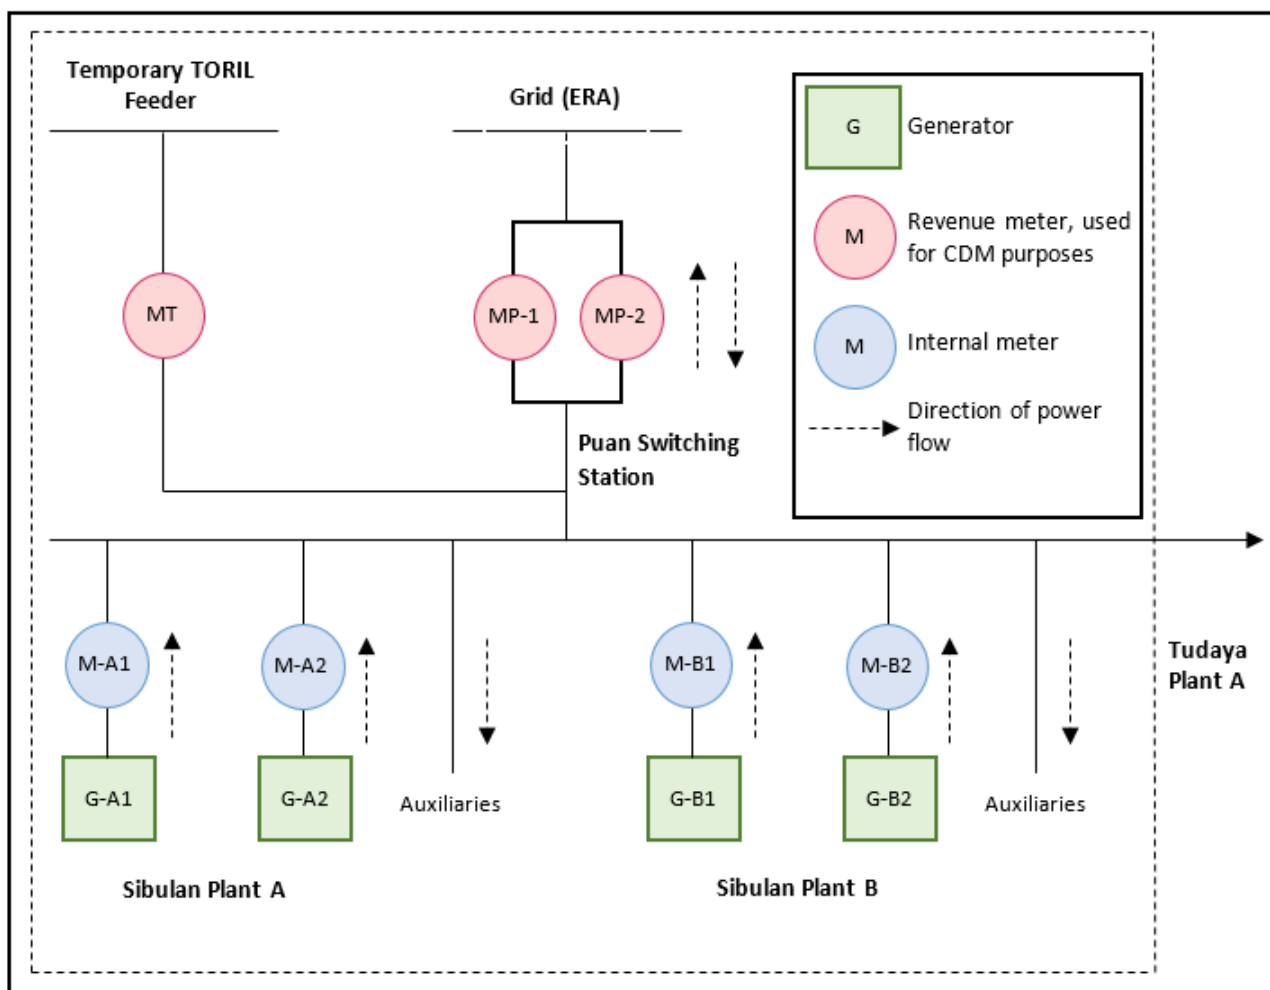 Temporary TORIL
Feeder
Grid (ERA)
G
Generator
M
Revenue meter, used
for CDM purposes
MT
MP-1
MP-2
M
Internal meter
Direction of power
flow
Puan Switching
Station
M-A1
M-A2
M-B1
M-B2
Tudaya
Plant A
G-A1
G-A2
Auxiliaries
G-B1
G-B2
Auxiliaries
Sibulan Plant A
Sibulan Plant B